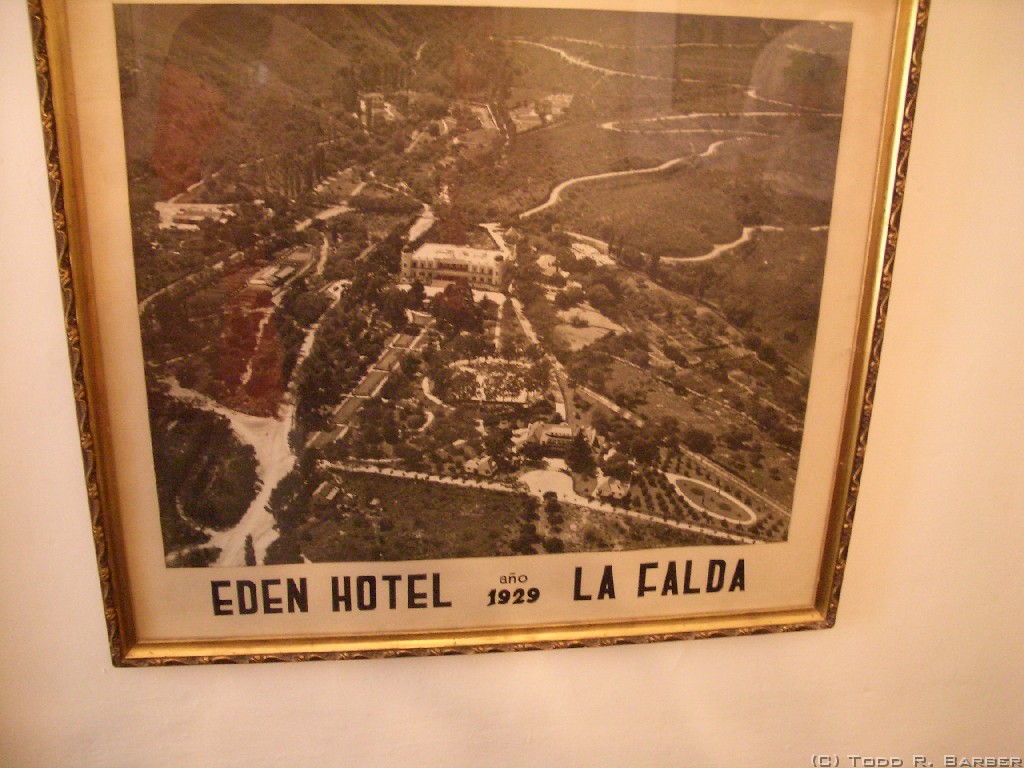 EDEN HOTEL año 1929 LA FALDA
(C) TODD R. BARBER